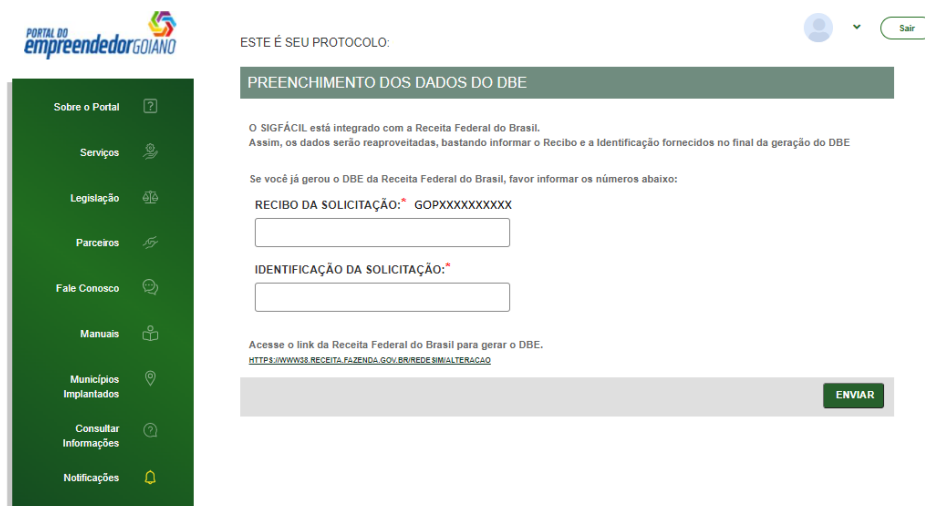 PORTAL DO
empreendedorGOIANO
Sair
ESTE É SEU PROTOCOLO:
PREENCHIMENTO DOS DADOS DO DBE
Sobre o Portal
Serviços
Legislação
Parceiros
Fale Conosco
Manuais
Municípios
Implantados
Consultar
Informações
Notificações
O SIGFÁCIL está integrado com a Receita Federal do Brasil.
Assim, os dados serão reaproveitadas, bastando informar o Recibo e a Identificação fornecidos no final da geração do DBE
Se você já gerou o DBE da Receita Federal do Brasil, favor informar os números abaixo:
RECIBO DA SOLICITAÇÃO:* GOPXXXXXXXXXX
IDENTIFICAÇÃO DA SOLICITAÇÃO:*
Acesse o link da Receita Federal do Brasil para gerar o DBE.
HTTPS://WWW38.RECEITA.FAZENDA.GOV.BR/REDESIM/ALTERACAO
ENVIAR